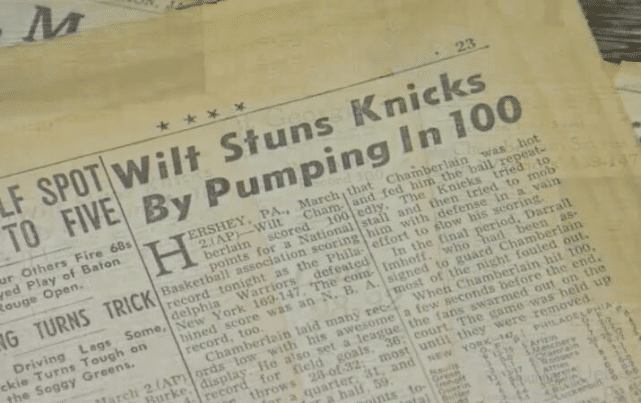 M
23
Wilt Stuns Knicks
By Pumping In 100
LF SPOT
TO FIVE
ur Others Fire 68s
yed Play of Baton
ouge Open.
NG TURNS TRICK
Driving Lags Some,
ckie Turns Tough on
the Soggy Greens.
March 2 (AP)
Burke,
HERSHEY, PA., March
2.(AP)—Wilt Cham-
berlain scored 100
points for a National
Basketball association scoring
record tonight as the Phila-
delphia Warriors defeated
New York 169-147. The com-
bined score was an N. B. A.
record, too.
Chamberlain laid many rec-
ords low with his awesome
display. He also set a league
record for field goals, 36;
throws 28-of-32; most
a quarter, 31, and
or a half, 59.
that Chamberlain was hot
and fed him the ball repeat-
edly. The Knicks tried to
stall and then tried to mob
him with defense in a vain
effort to slow his scoring.
In the final period, Darrall
Imhoff, who had been as-
signed to guard Chamberlain
most of the night fouled out.
When Chamberlain hit 100,
a few seconds before the end,
the fans swarmed out on the
court. The game was held up
until they were removed.
NEW YORK—147
PHILADE